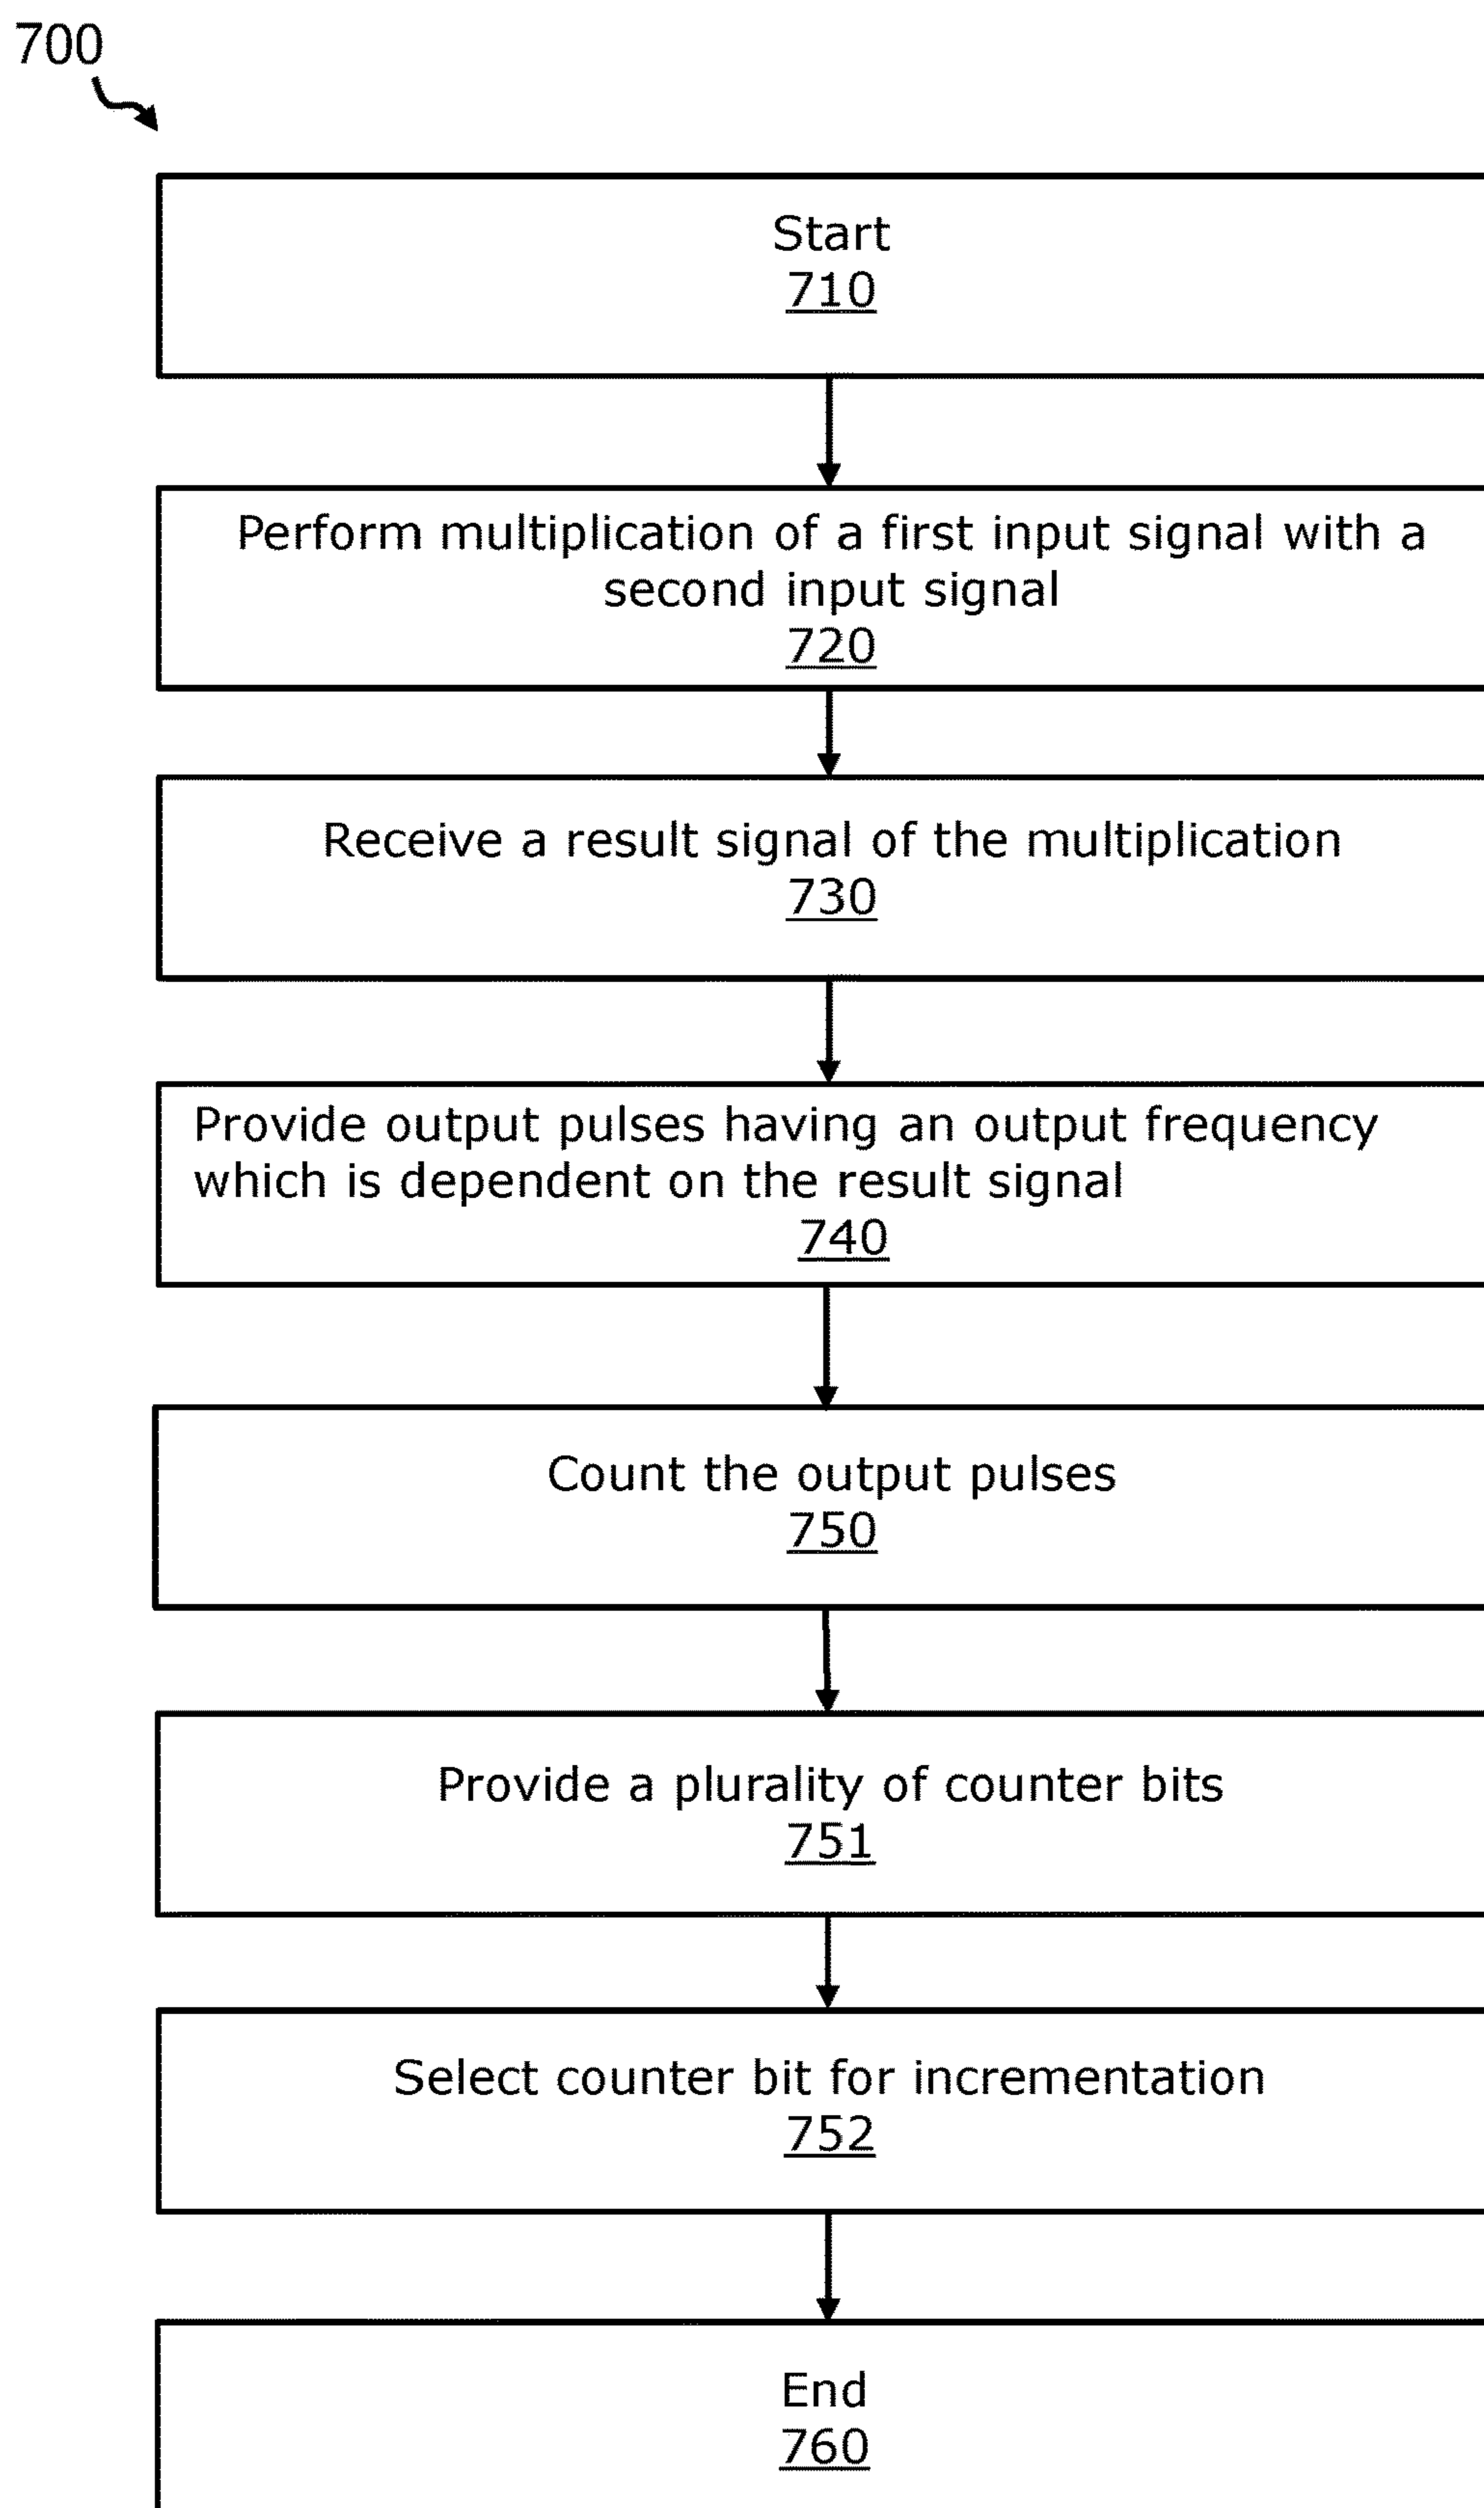 700
Start
710
Perform multiplication of a first input signal with a
second input signal
720
Receive a result signal of the multiplication
730
Provide output pulses having an output frequency
which is dependent on the result signal
740
Count the output pulses
750
Provide a plurality of counter bits
751
Select counter bit for incrementation
752
End
760